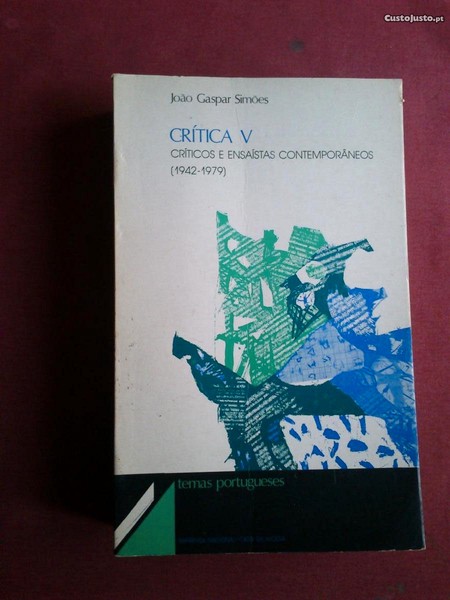 CustoJusto.pt
João Gaspar Simões
CRÍTICA V
CRÍTICOS E ENSAÍSTAS CONTEMPORÂNEOS
(1942-1979)
temas portugueses